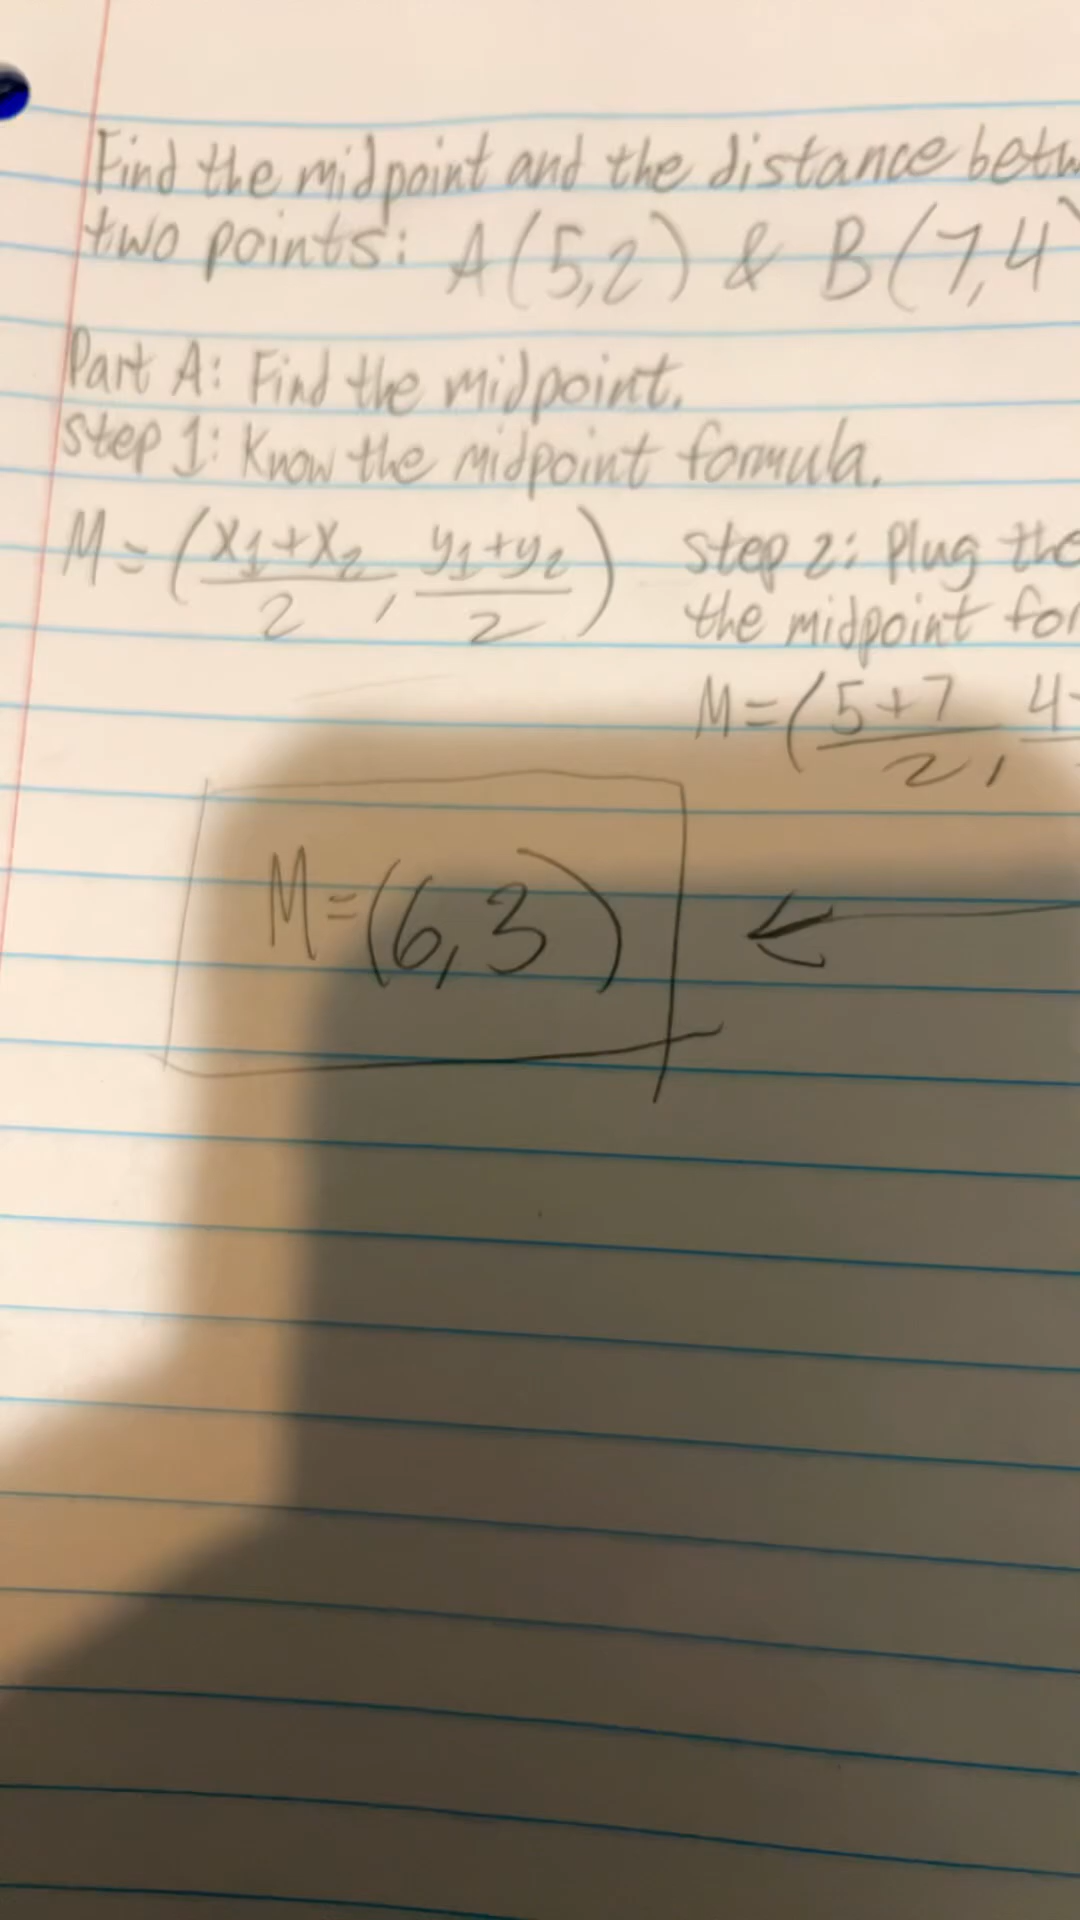 Find the midpoint and the distance betw
two points: A(5,2) & B(7,4)
Part A: Find the midpoint.
Step 1: Know the midpoint formula.
M = (x₁+x₂/2, y₁+y₂/2)
Step 2: Plug the
the midpoint for
M = (5+7/2, 4+
M = (6,3)